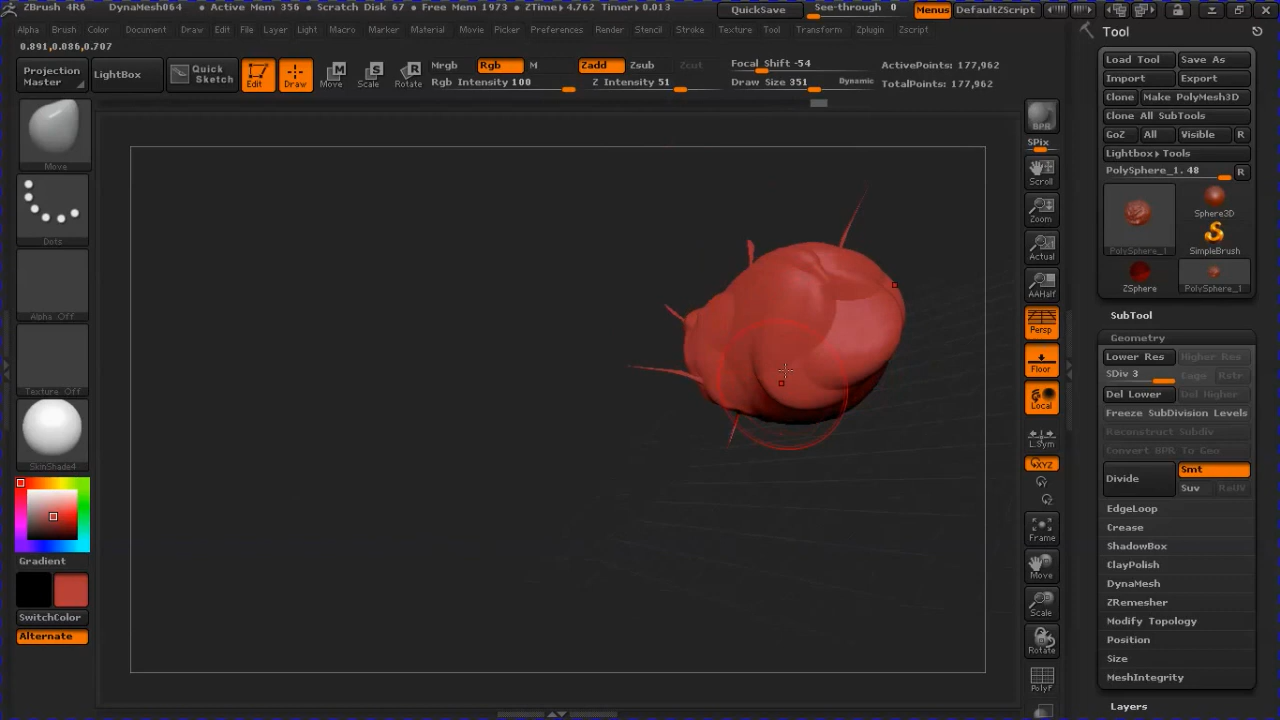 ZBrush 4R6 DynaMesh064 • Active Mem 356 • Scratch Disk 67 • Free Mem 1973 • ZTime▸4.762 Timer▸0.013 QuickSave See-through 0 Menus DefaultZScript
Alpha Brush Color Document Draw Edit File Layer Light Macro Marker Material Movie Picker Preferences Render Stencil Stroke Texture Tool Transform Zplugin Zscript
0.891,0.086,0.707
Projection Master
LightBox
Quick Sketch
Edit
Draw
Move
Scale
Rotate
Mrgb Rgb M
Rgb Intensity 100
Zadd Zsub Zcut
Z Intensity 51
Focal Shift -54
Draw Size 351 Dynamic
ActivePoints: 177,962
TotalPoints: 177,962
Move
Dots
Alpha Off
Texture Off
SkinShade4
Gradient
SwitchColor
Alternate
BPR
SPix
Scroll
Zoom
Actual
AAHalf
Persp
Floor
Local
L.Sym
XYZ
Frame
Move
Scale
Rotate
PolyF
Tool
Load Tool Save As
Import Export
Clone Make PolyMesh3D
Clone All SubTools
GoZ All Visible R
Lightbox▸Tools
PolySphere_1. 48 R
PolySphere_1
Sphere3D
SimpleBrush
ZSphere PolySphere_1
SubTool
Geometry
Lower Res Higher Res
SDiv 3 Cage Rstr
Del Lower Del Higher
Freeze SubDivision Levels
Reconstruct Subdiv
Convert BPR To Geo
Divide Smt
Suv ReUV
EdgeLoop
Crease
ShadowBox
ClayPolish
DynaMesh
ZRemesher
Modify Topology
Position
Size
MeshIntegrity
Layers